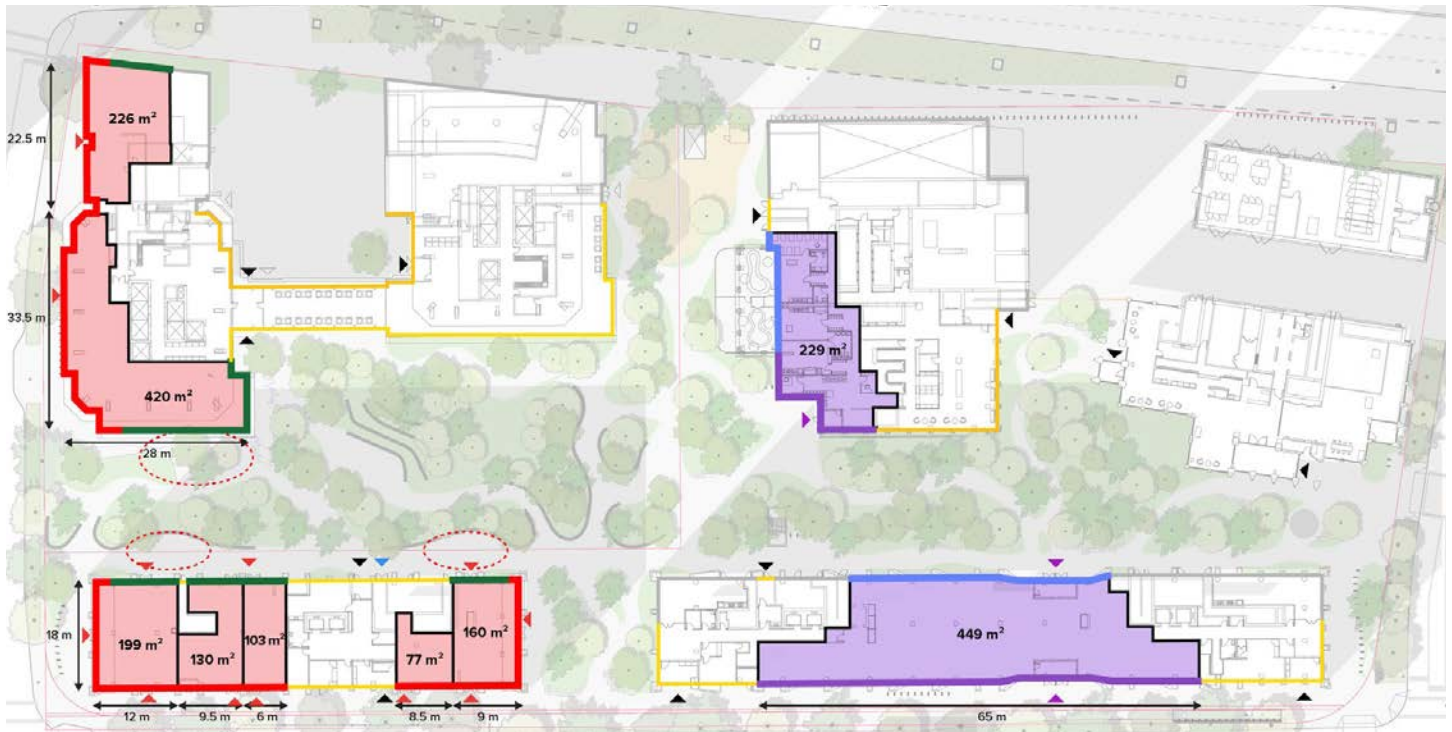 226 m²
22.5 m
33.5 m
229 m²
420 m²
28 m
18 m
199 m²
130 m²
103 m²
77 m²
160 m²
449 m²
12 m
9.5 m
6 m
8.5 m
9 m
65 m